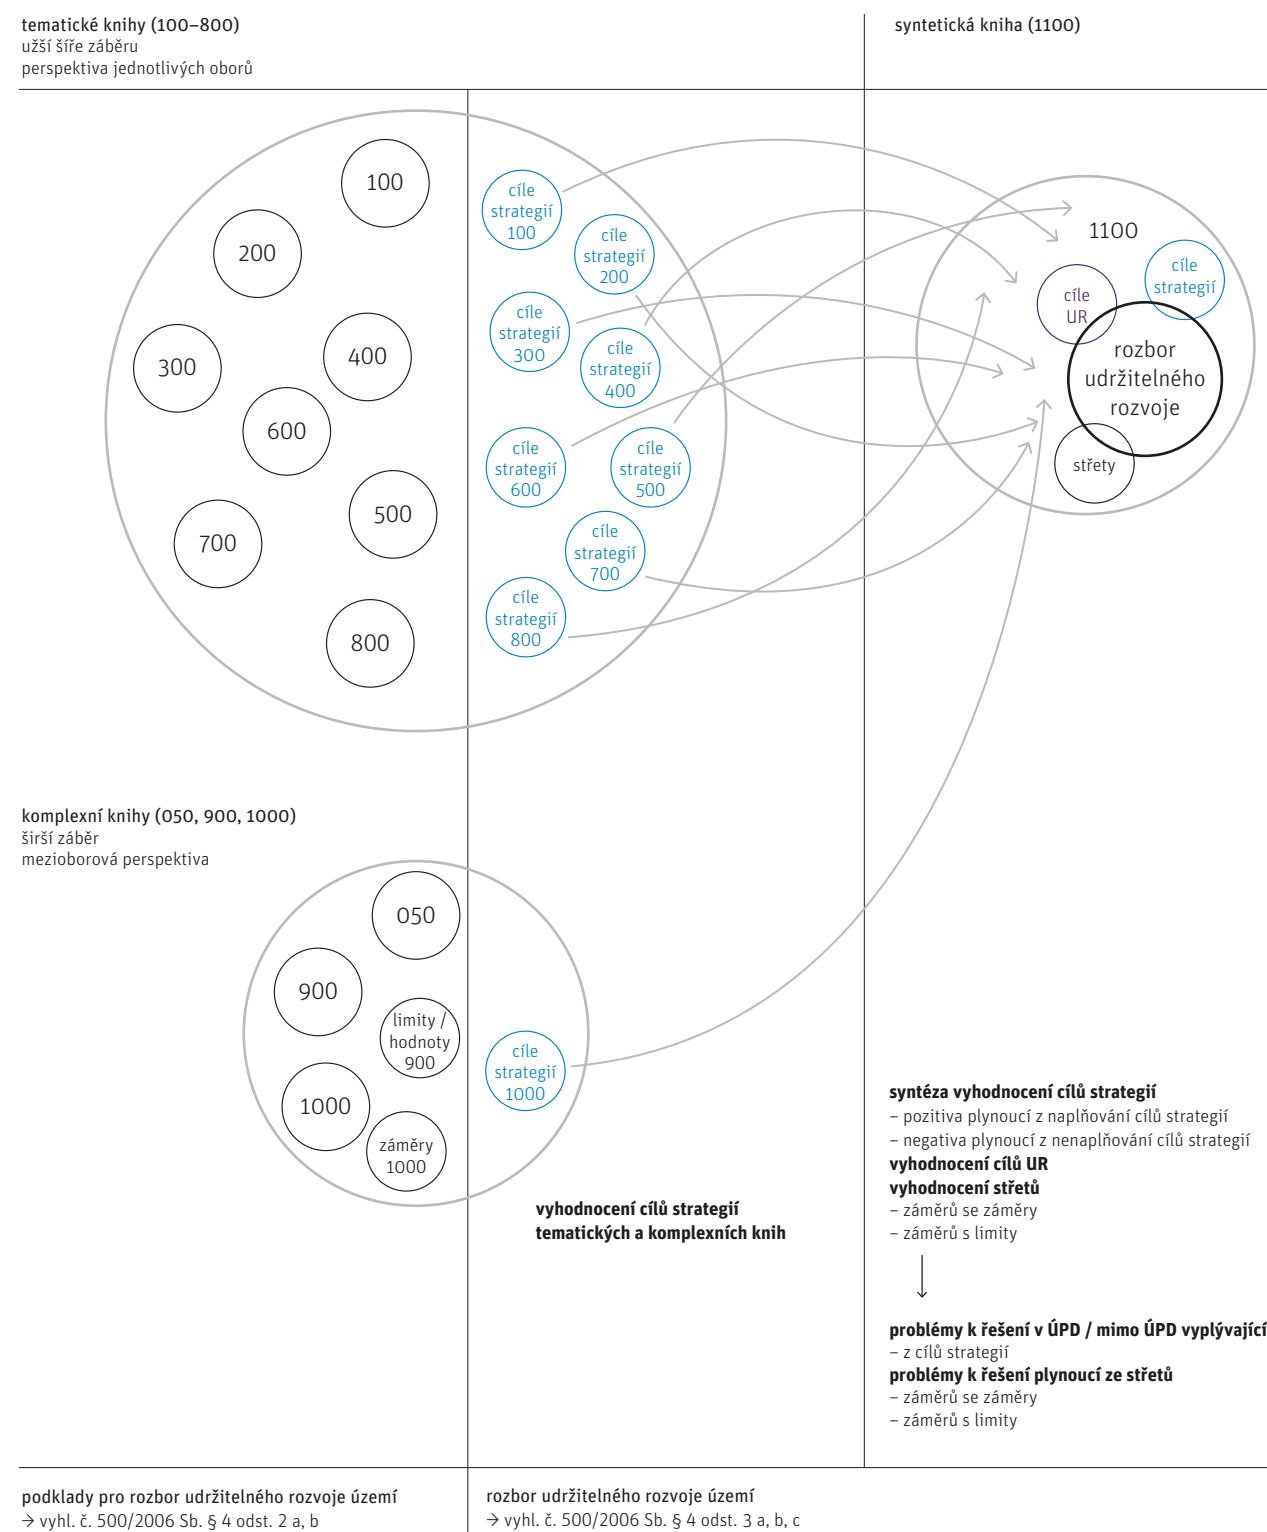 tematické knihy (100–800)
užší šíře záběru
perspektiva jednotlivých oborů
syntetická kniha (1100)
100
200
300
400
600
500
700
800
cíle
strategií
100
cíle
strategií
200
cíle
strategií
300
cíle
strategií
400
cíle
strategií
600
cíle
strategií
500
cíle
strategií
700
cíle
strategií
800
1100
cíle
strategií
cíle
UR
rozbor
udržitelného
rozvoje
střety
komplexní knihy (050, 900, 1000)
širší záběr
mezioborová perspektiva
050
900
limity /
hodnoty
900
1000
záměry
1000
cíle
strategií
1000
vyhodnocení cílů strategií
tematických a komplexních knih
syntéza vyhodnocení cílů strategií
– pozitiva plynoucí z naplňování cílů strategií
– negativa plynoucí z nenaplňování cílů strategií
vyhodnocení cílů UR
vyhodnocení střetů
– záměrů se záměry
– záměrů s limity
problémy k řešení v ÚPD / mimo ÚPD vyplývající
– z cílů strategií
problémy k řešení plynoucí ze střetů
– záměrů se záměry
– záměrů s limity
podklady pro rozbor udržitelného rozvoje území
→ vyhl. č. 500/2006 Sb. § 4 odst. 2 a, b
rozbor udržitelného rozvoje území
→ vyhl. č. 500/2006 Sb. § 4 odst. 3 a, b, c